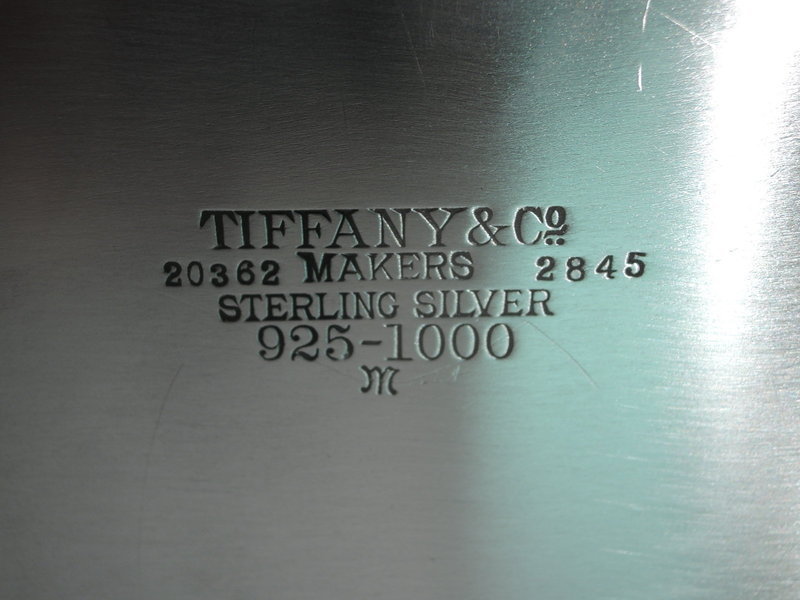 TIFFANY & Cº
20362 MAKERS 2845
STERLING SILVER
925-1000
M